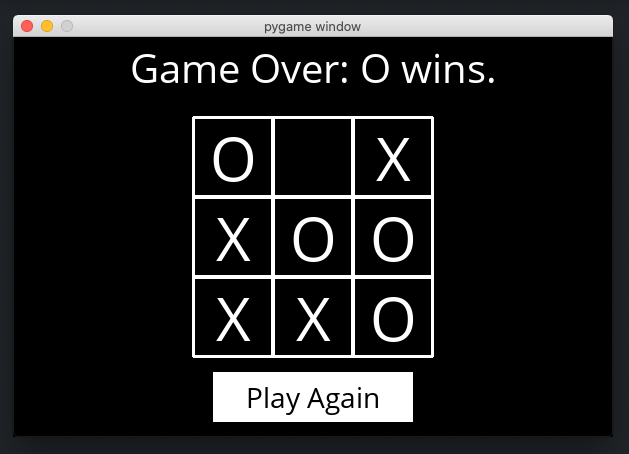 pygame window
Game Over: O wins.
O X
X O O
X X O
Play Again